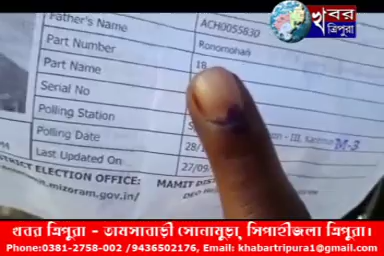 Father's Name
ACH0055830
Part Number
Ronomohan
Part Name
18
Serial No
Polling Station
Polling Date
28/
Last Updated On
27/09/
DISTRICT ELECTION OFFICE:
MAMIT
mizoram.gov.in/
M-3
খবর
ত্রিপুরা
খবর ত্রিপুরা - তামসাবাড়ী সোনামুড়া, সিপাহীজলা ত্রিপুরা।
Phone:0381-2758-002 /9436502176, Email: khabartripura1@gmail.com